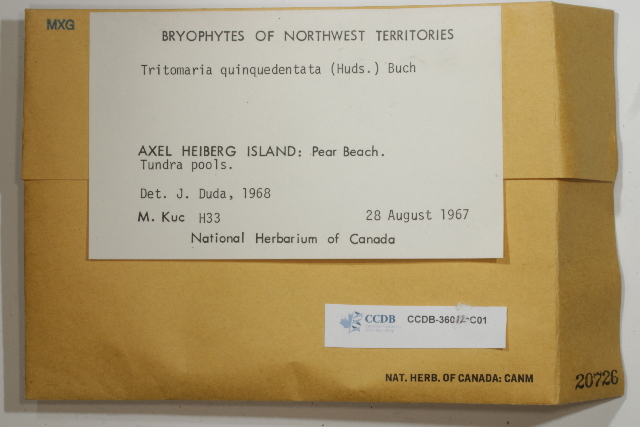 MXG
BRYOPHYTES OF NORTHWEST TERRITORIES
Tritomaria quinquedentata (Huds.) Buch
AXEL HEIBERG ISLAND: Pear Beach.
Tundra pools.
Det. J. Duda, 1968
M. Kuc H33 28 August 1967
National Herbarium of Canada
CCDB
NAT. HERB. OF CANADA: CANM
20726